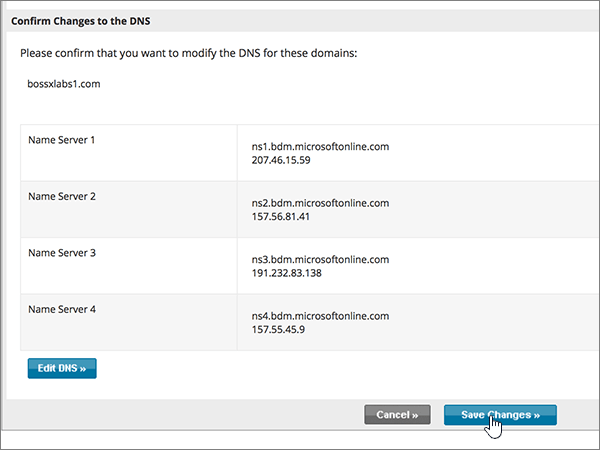 Confirm Changes to the DNS
Please confirm that you want to modify the DNS for these domains:
bossxlabs1.com
Name Server 1
ns1.bdm.microsoftonline.com
207.46.15.59
Name Server 2
ns2.bdm.microsoftonline.com
157.56.81.41
Name Server 3
ns3.bdm.microsoftonline.com
191.232.83.138
Name Server 4
ns4.bdm.microsoftonline.com
157.55.45.9
Edit DNS »
Cancel »
Save Changes »